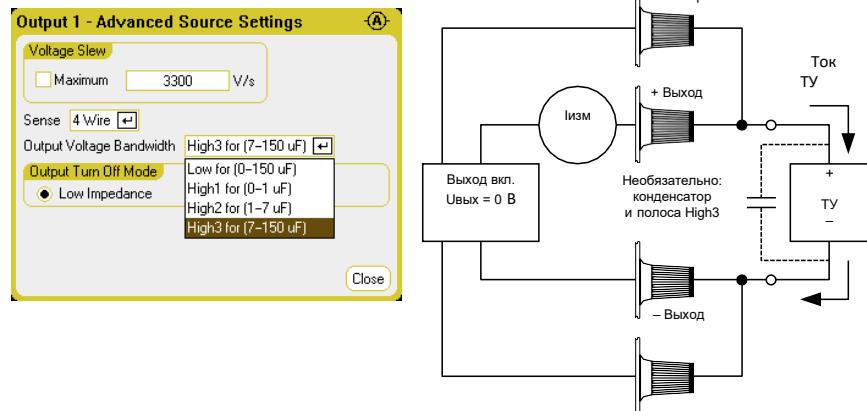 Output 1 - Advanced Source Settings
(A)
Voltage Slew
Maximum 3300 V/s
Sense 4 Wire
Output Voltage Bandwidth High3 for (7-150 uF)
Low for (0-150 uF)
High1 for (0-1 uF)
High2 for (1-7 uF)
High3 for (7-150 uF)
Output Turn Off Mode
Low Impedance
Close
Ток
ТУ
+ Выход
Iизм
Выход вкл.
Uвых = 0 В
Необязательно:
конденсатор
и полоса High3
+
ТУ
–
– Выход